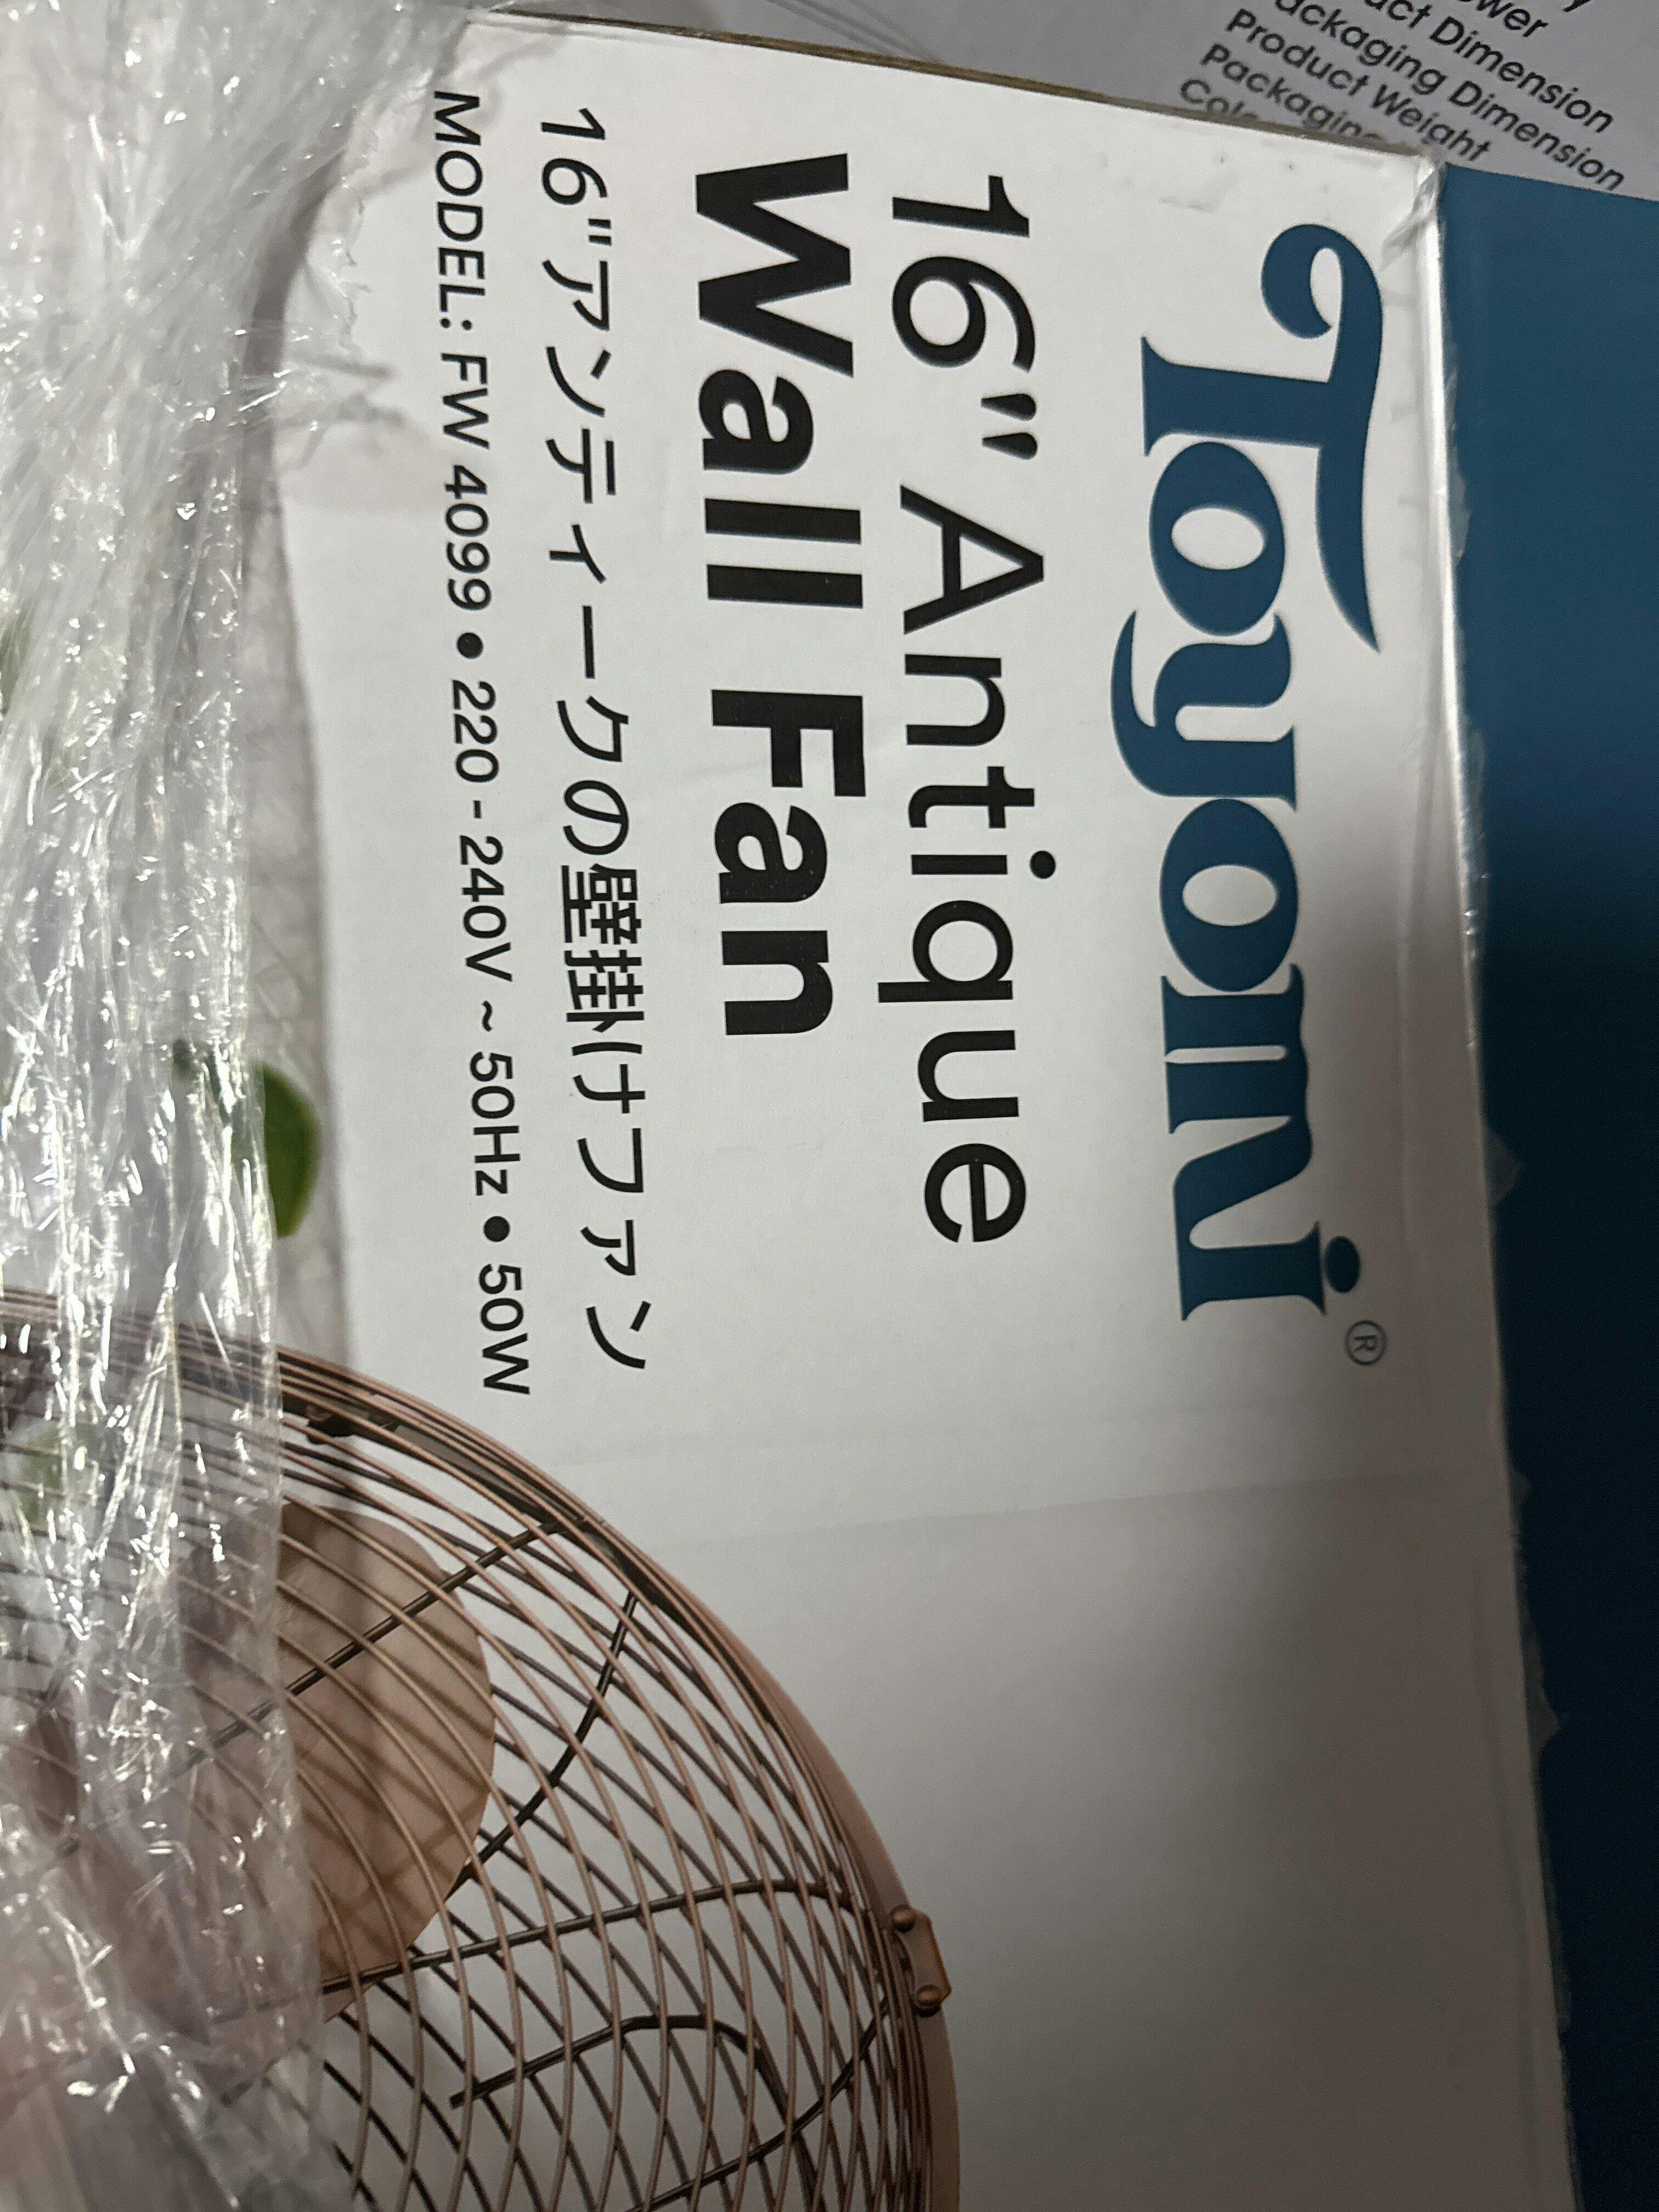 Toyomi®
16" Antique
Wall Fan
16"アンティークの壁掛けファン
MODEL: FW 4099 • 220 - 240V ~ 50Hz • 50W
Dimension
Packaging Dimension
Product Weight
Packaging